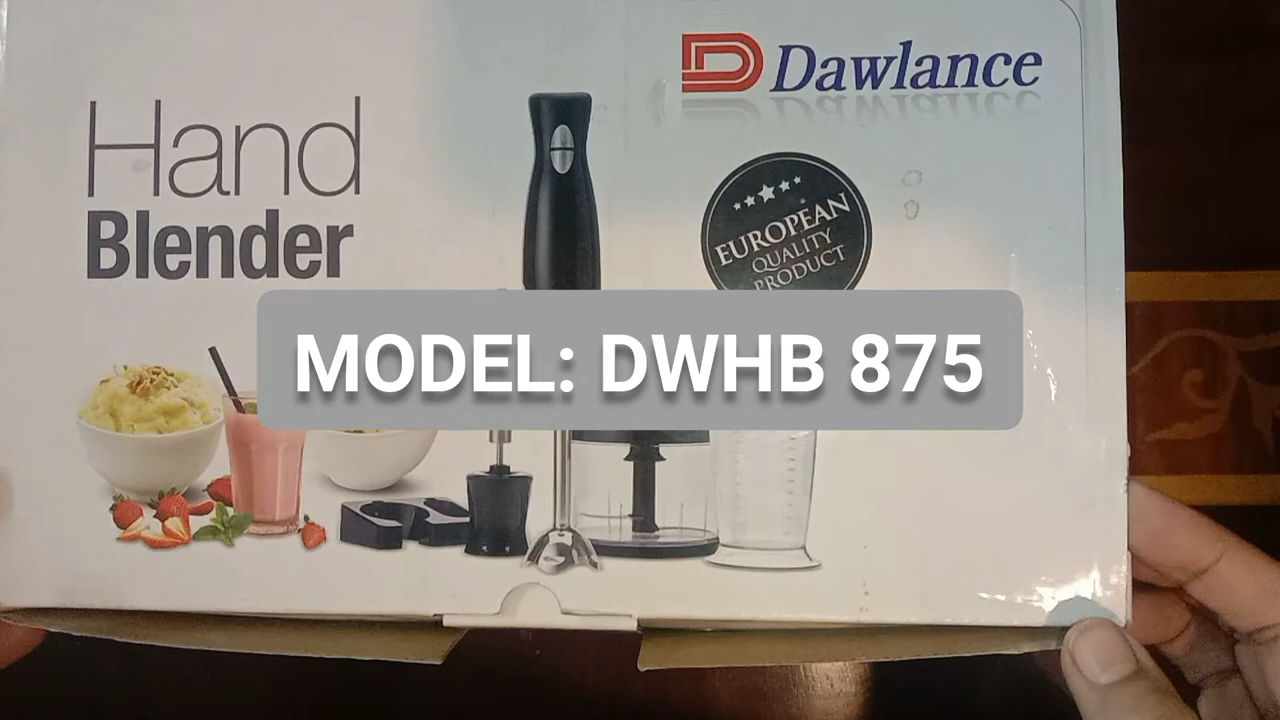 Dawlance
Hand
Blender
EUROPEAN
QUALITY
PRODUCT
MODEL: DWHB 875